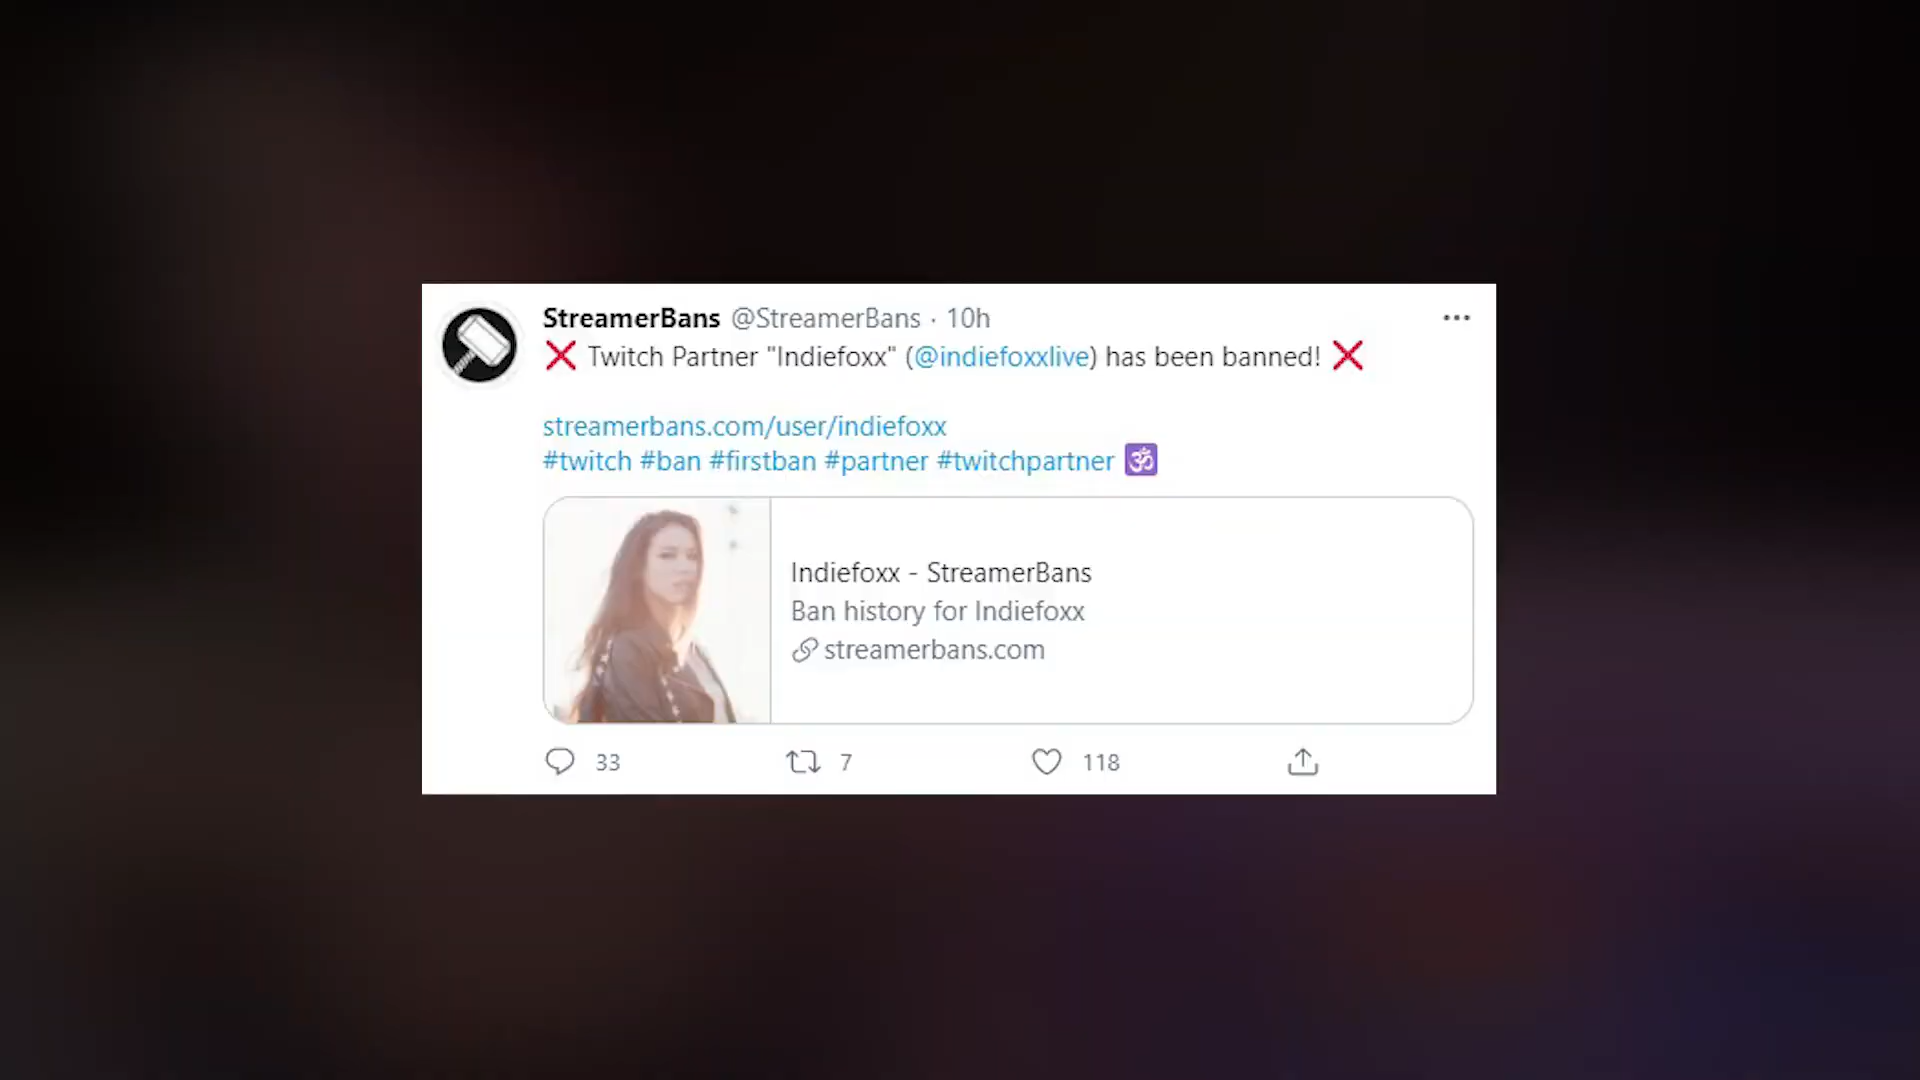 StreamerBans @StreamerBans · 10h
❌ Twitch Partner "Indiefoxx" (@indiefoxxlive) has been banned! ❌
streamerbans.com/user/indiefoxx
#twitch #ban #firstban #partner #twitchpartner 🕉
Indiefoxx - StreamerBans
Ban history for Indiefoxx
streamerbans.com
33 7 118